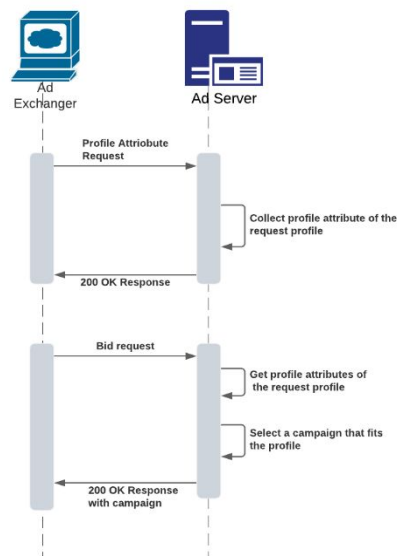 Ad
Exchanger
Ad Server
Profile Attriobute
Request
Collect profile attribute of the
request profile
200 OK Response
Bid request
Get profile attributes of
the request profile
Select a campaign that fits
the profile
200 OK Response
with campaign